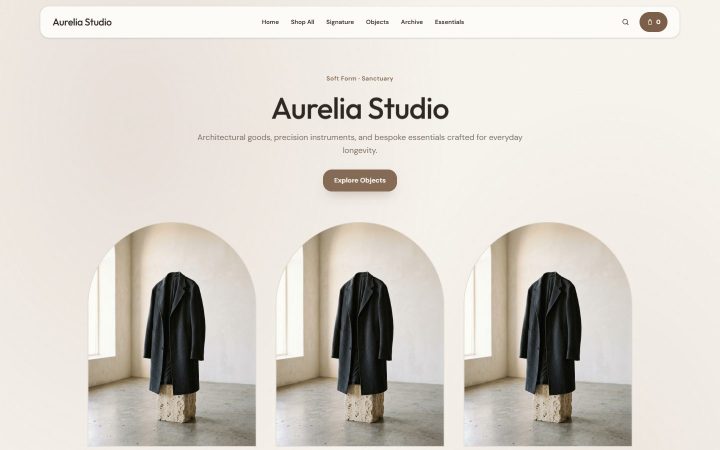 Aurelia Studio
Home Shop All Signature Objects Archive Essentials
0
Soft Form · Sanctuary
Aurelia Studio
Architectural goods, precision instruments, and bespoke essentials crafted for everyday
longevity.
Explore Objects